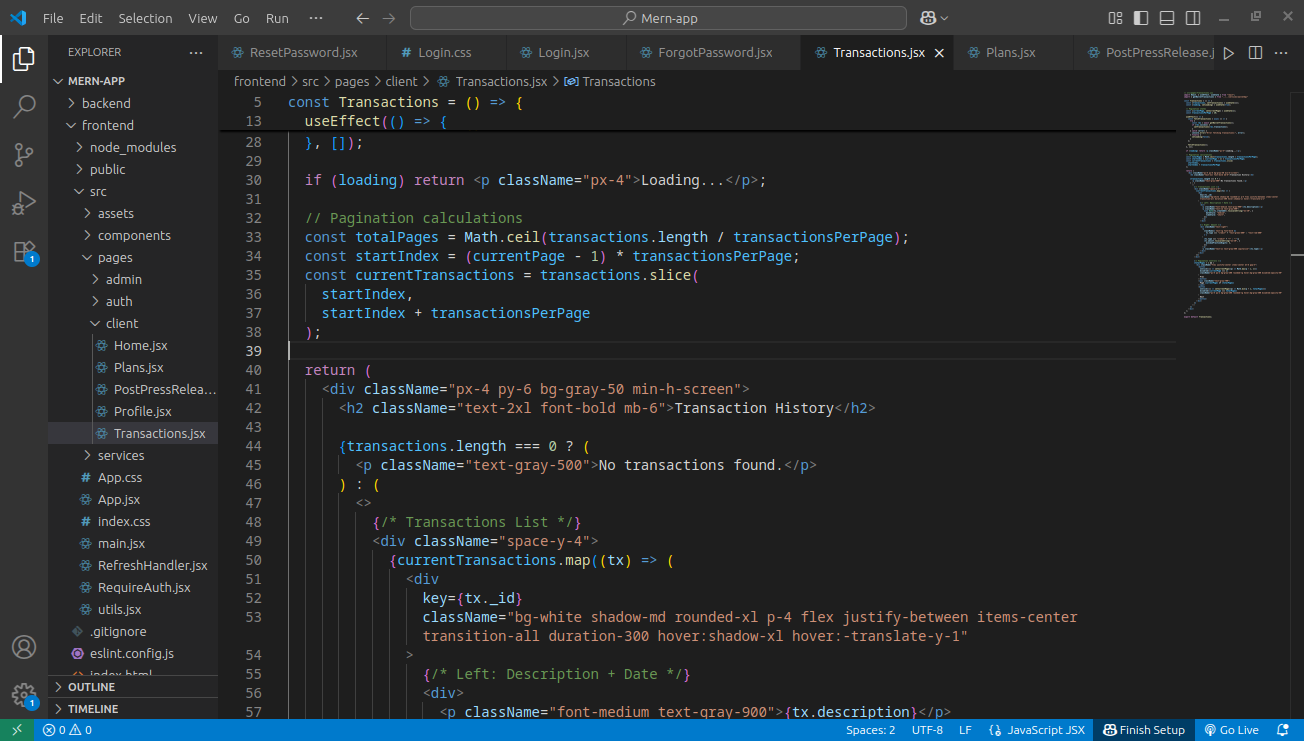 File Edit Selection View Go Run ··· Mern-app
EXPLORER ···
ResetPassword.jsx Login.css Login.jsx ForgotPassword.jsx Transactions.jsx Plans.jsx PostPressRelease.j
MERN-APP
backend
frontend
node_modules
public
src
assets
components
pages
admin
auth
client
Home.jsx
Plans.jsx
PostPressRelea...
Profile.jsx
Transactions.jsx
services
App.css
App.jsx
index.css
main.jsx
RefreshHandler.jsx
RequireAuth.jsx
utils.jsx
.gitignore
eslint.config.js
index.html
OUTLINE
TIMELINE
1
1
frontend > src > pages > client > Transactions.jsx > Transactions
5 const Transactions = () => {
13 useEffect(() => {
28 }, []);
29
30 if (loading) return <p className="px-4">Loading...</p>;
31
32 // Pagination calculations
33 const totalPages = Math.ceil(transactions.length / transactionsPerPage);
34 const startIndex = (currentPage - 1) * transactionsPerPage;
35 const currentTransactions = transactions.slice(
36 startIndex,
37 startIndex + transactionsPerPage
38 );
39
40 return (
41 <div className="px-4 py-6 bg-gray-50 min-h-screen">
42 <h2 className="text-2xl font-bold mb-6">Transaction History</h2>
43
44 {transactions.length === 0 ? (
45 <p className="text-gray-500">No transactions found.</p>
46 ) : (
47 <>
48 {/* Transactions List */}
49 <div className="space-y-4">
50 {currentTransactions.map((tx) => (
51 <div
52 key={tx._id}
53 className="bg-white shadow-md rounded-xl p-4 flex justify-between items-center
transition-all duration-300 hover:shadow-xl hover:-translate-y-1"
54 >
55 {/* Left: Description + Date */}
56 <div>
57 <p className="font-medium text-gray-900">{tx.description}</p>
0 0 Spaces: 2 UTF-8 LF {} JavaScript JSX Finish Setup Go Live